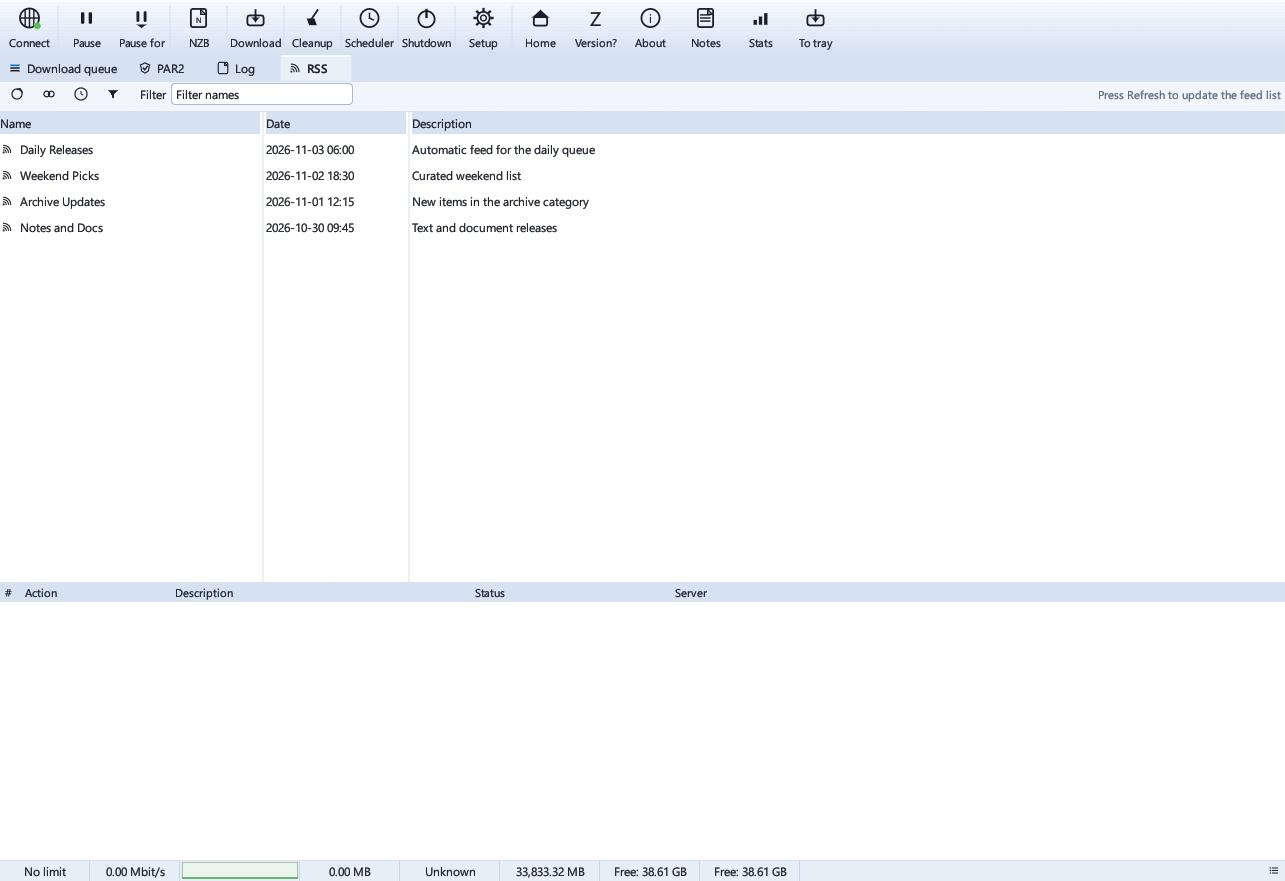 Connect Pause Pause for NZB Download Cleanup Scheduler Shutdown Setup Home Version? About Notes Stats To tray
Download queue PAR2 Log RSS
Filter Filter names Press Refresh to update the feed list
Name Date Description
Daily Releases 2026-11-03 06:00 Automatic feed for the daily queue
Weekend Picks 2026-11-02 18:30 Curated weekend list
Archive Updates 2026-11-01 12:15 New items in the archive category
Notes and Docs 2026-10-30 09:45 Text and document releases
# Action Description Status Server
No limit 0.00 Mbit/s 0.00 MB Unknown 33,833.32 MB Free: 38.61 GB Free: 38.61 GB